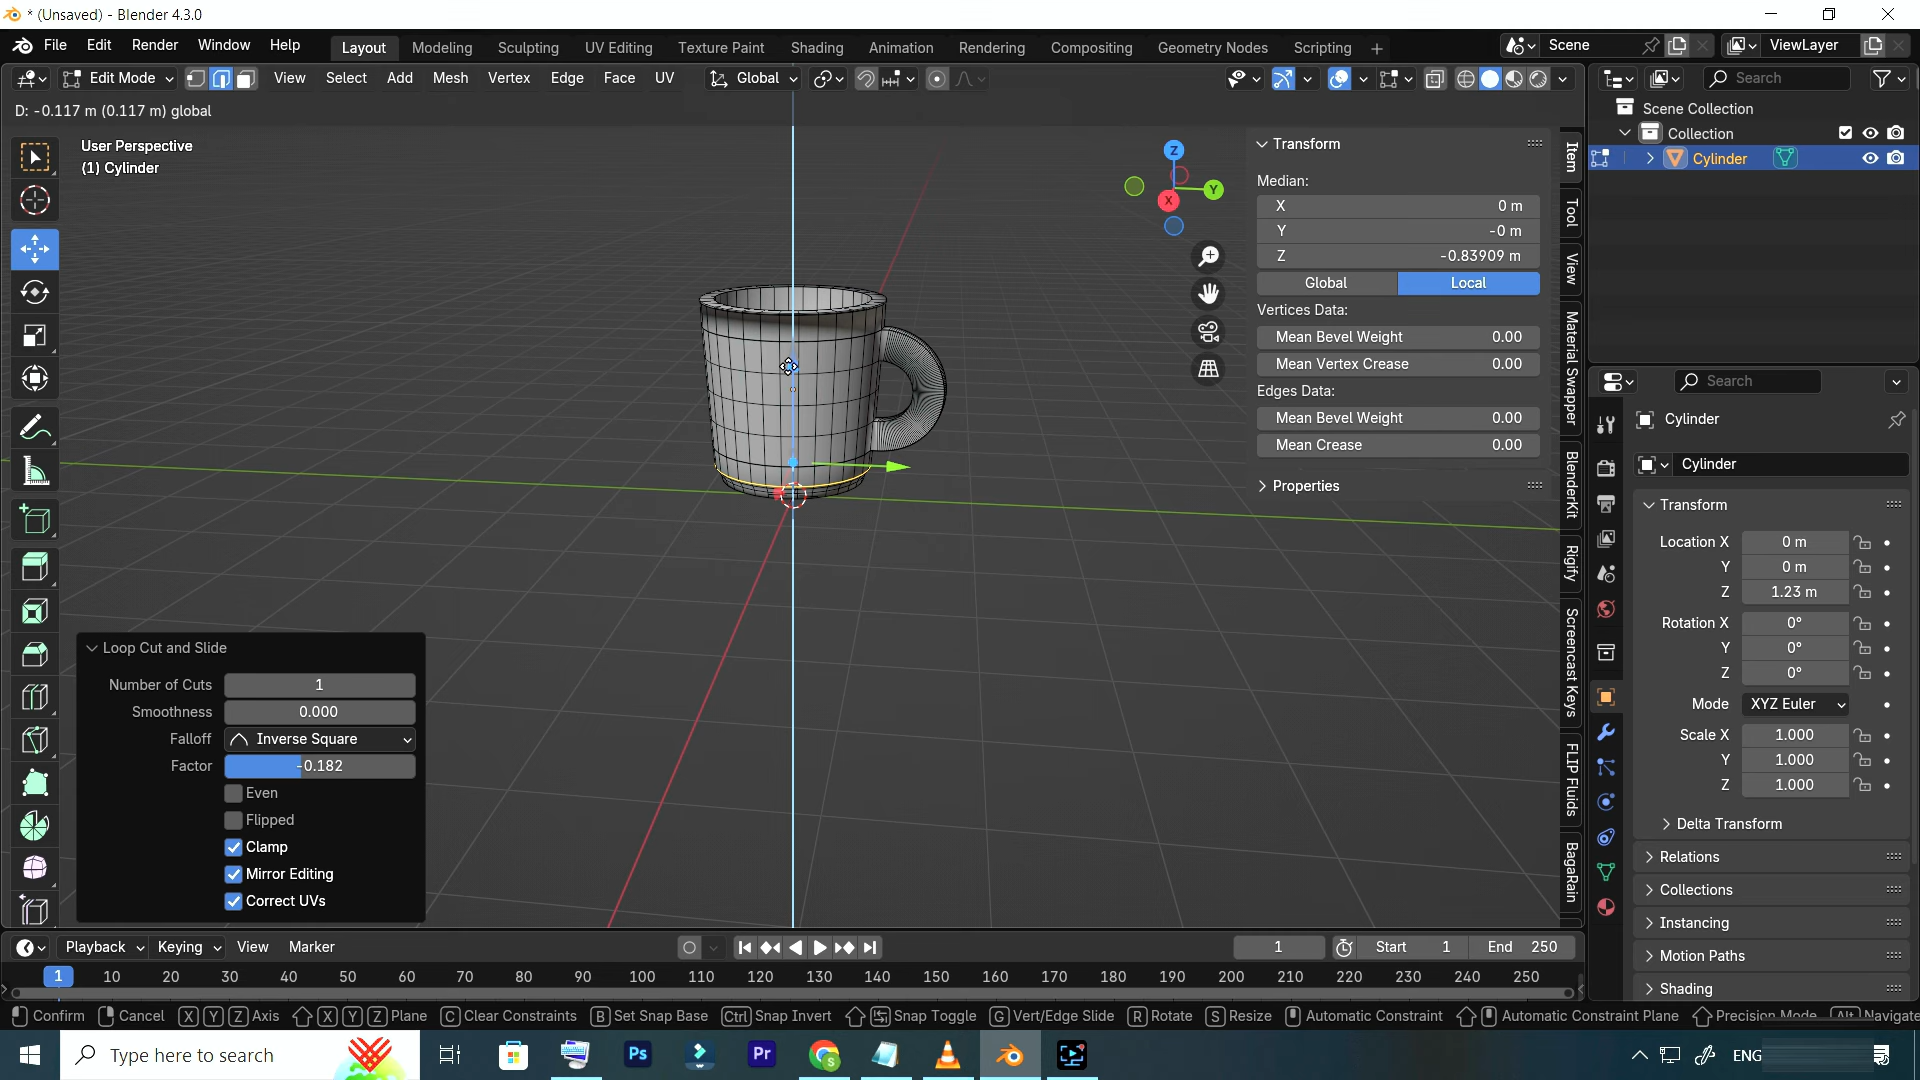 * (Unsaved) - Blender 4.3.0
File Edit Render Window Help Layout Modeling Sculpting UV Editing Texture Paint Shading Animation Rendering Compositing Geometry Nodes Scripting + Scene ViewLayer
Edit Mode View Select Add Mesh Vertex Edge Face UV Global Search
D: -0.117 m (0.117 m) global
User Perspective
(1) Cylinder
Z
Y
X
Transform
Median:
X 0 m
Y -0 m
Z -0.83909 m
Global Local
Vertices Data:
Mean Bevel Weight 0.00
Mean Vertex Crease 0.00
Edges Data:
Mean Bevel Weight 0.00
Mean Crease 0.00
Properties
Item
Tool
View
Material Swapper
BlenderKit
Rigify
Screencast Keys
FLIP Fluids
BagaRain
Scene Collection
Collection
Cylinder
Search
Cylinder
Cylinder
Transform
Location X 0 m
Y 0 m
Z 1.23 m
Rotation X 0°
Y 0°
Z 0°
Mode XYZ Euler
Scale X 1.000
Y 1.000
Z 1.000
Delta Transform
Relations
Collections
Instancing
Motion Paths
Shading
Loop Cut and Slide
Number of Cuts 1
Smoothness 0.000
Falloff Inverse Square
Factor -0.182
Even
Flipped
Clamp
Mirror Editing
Correct UVs
Playback Keying View Marker 1 Start 1 End 250
1 10 20 30 40 50 60 70 80 90 100 110 120 130 140 150 160 170 180 190 200 210 220 230 240 250
Confirm Cancel X Y Z Axis X Y Z Plane C Clear Constraints B Set Snap Base Ctrl Snap Invert Snap Toggle G Vert/Edge Slide R Rotate S Resize Automatic Constraint Automatic Constraint Plane Precision Mode Alt Navigate
Type here to search Ps Pr S ENG